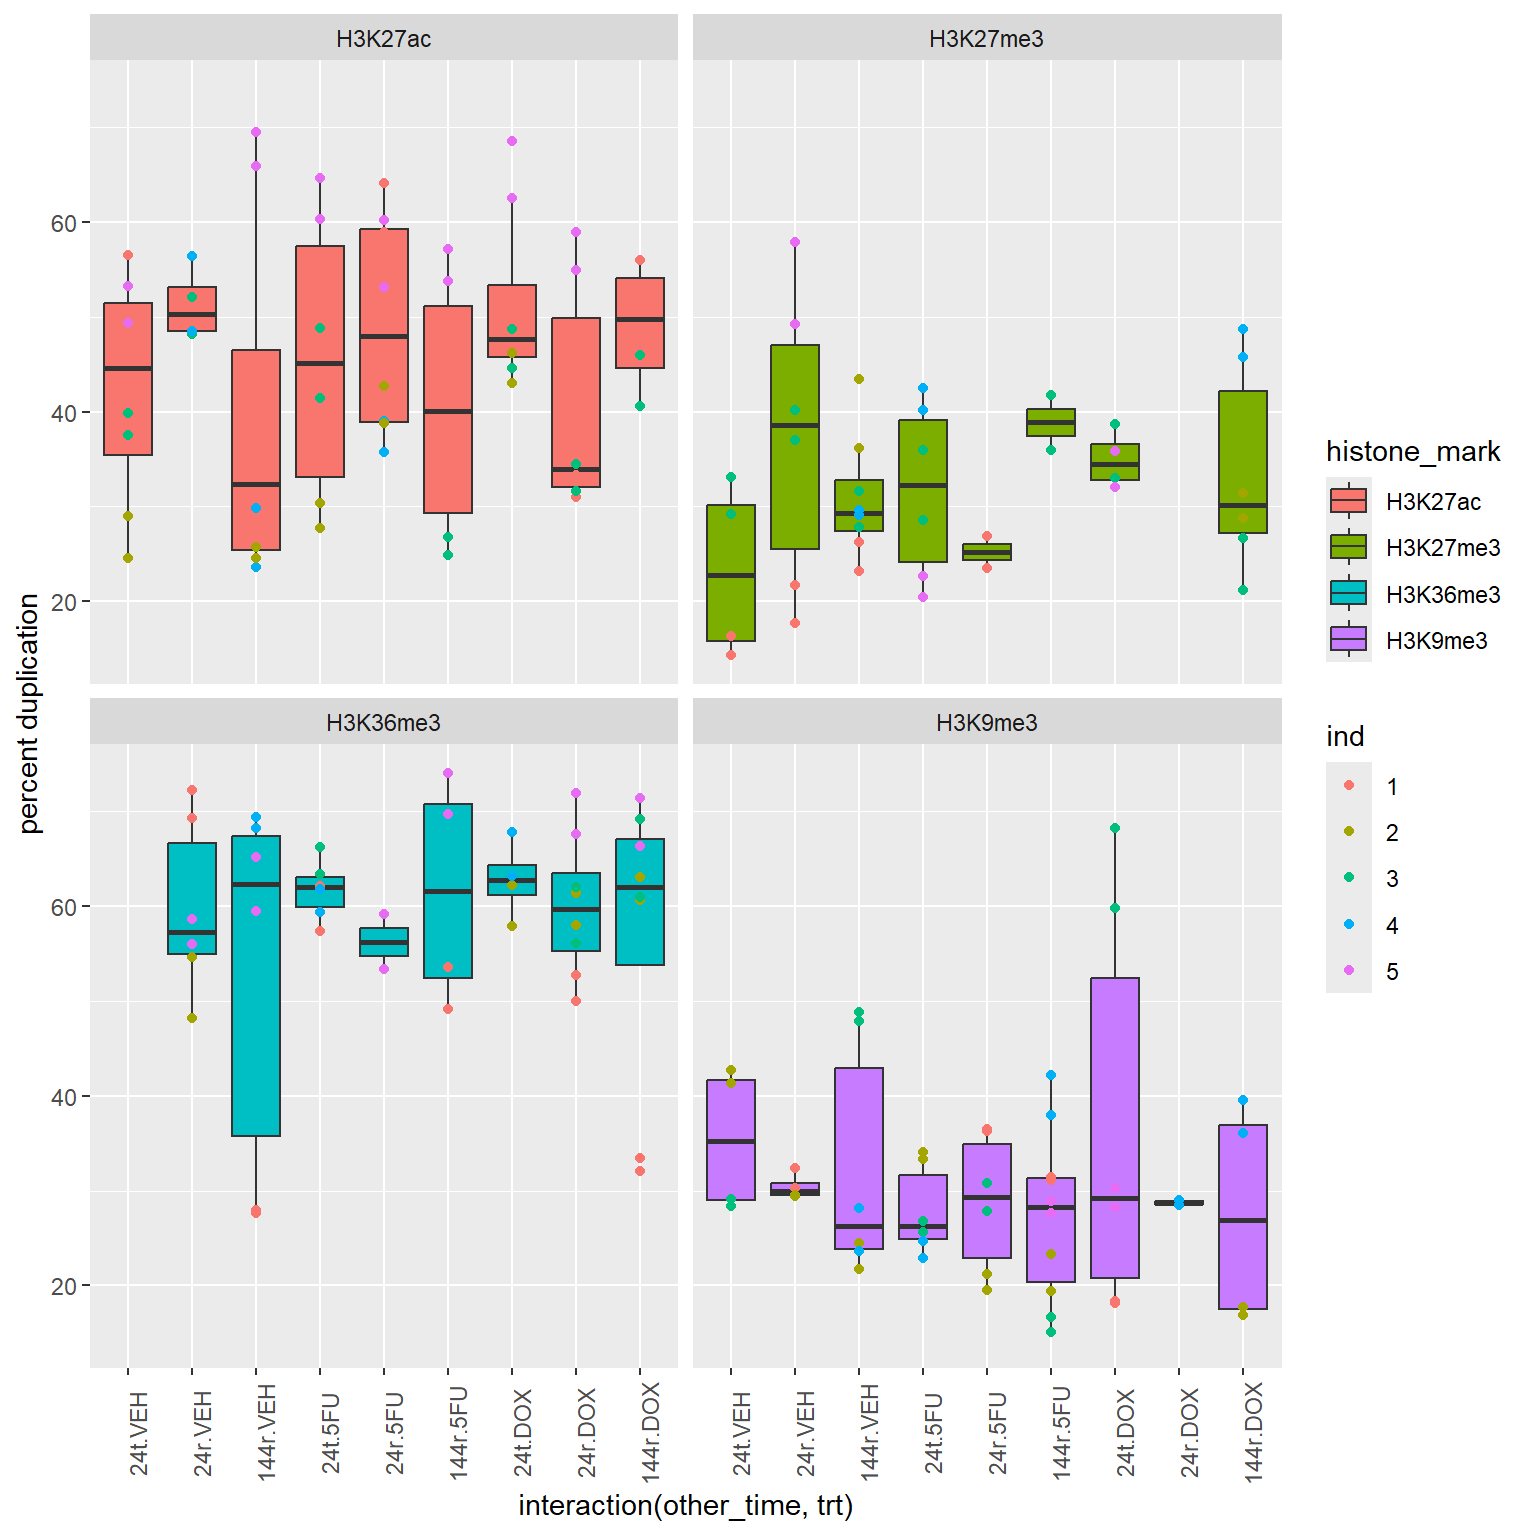 H3K27ac
H3K27me3
60
40
20
H3K36me3
H3K9me3
60
40
20
percent duplication
24t.VEH
24r.VEH
144r.VEH
24t.5FU
24r.5FU
144r.5FU
24t.DOX
24r.DOX
144r.DOX
24t.VEH
24r.VEH
144r.VEH
24t.5FU
24r.5FU
144r.5FU
24t.DOX
24r.DOX
144r.DOX
interaction(other_time, trt)
histone_mark
H3K27ac
H3K27me3
H3K36me3
H3K9me3
ind
1
2
3
4
5